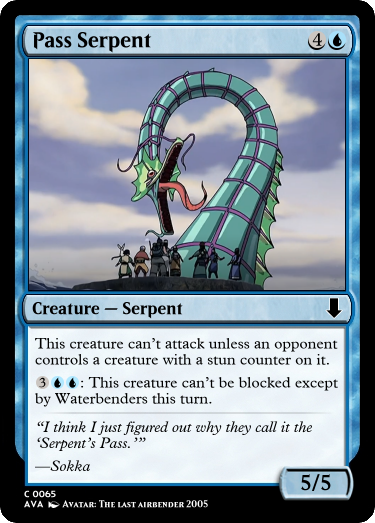 Pass Serpent 4
Creature — Serpent
This creature can't attack unless an opponent
controls a creature with a stun counter on it.
3: This creature can't be blocked except
by Waterbenders this turn.
“I think I just figured out why they call it the
‘Serpent's Pass.’”
—Sokka
5/5
C 0065
AVA Avatar: The last airbender 2005